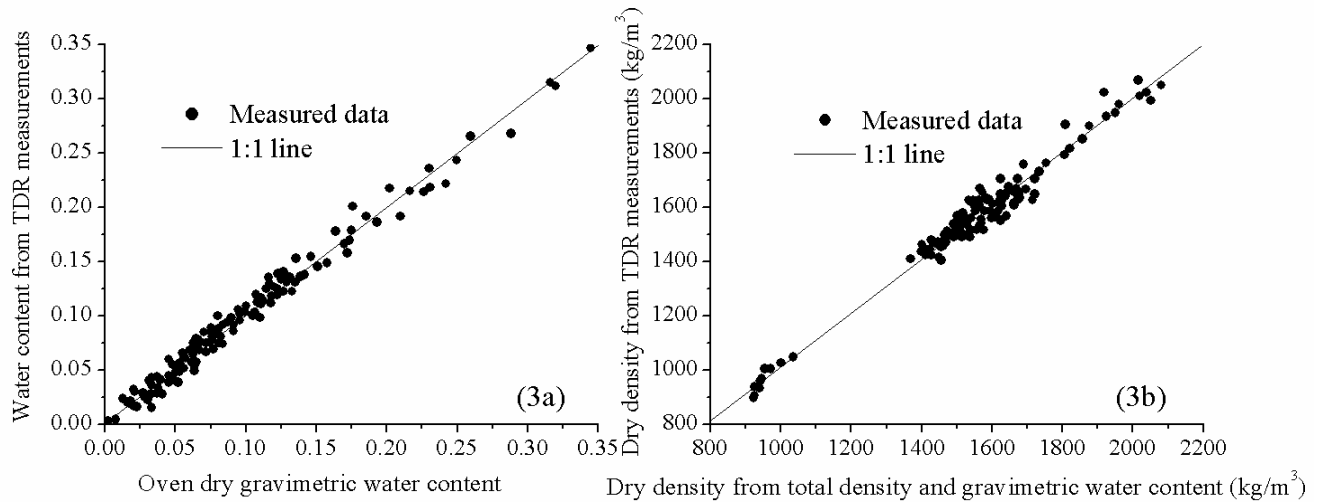 Water content from TDR measurements
0.35
0.30
0.25
0.20
0.15
0.10
0.05
0.00
Measured data
1:1 line
(3a)
0.00 0.05 0.10 0.15 0.20 0.25 0.30 0.35
Oven dry gravimetric water content
Dry density from TDR measurements (kg/m³)
2200
2000
1800
1600
1400
1200
1000
800
Measured data
1:1 line
(3b)
800 1000 1200 1400 1600 1800 2000 2200
Dry density from total density and gravimetric water content (kg/m³)